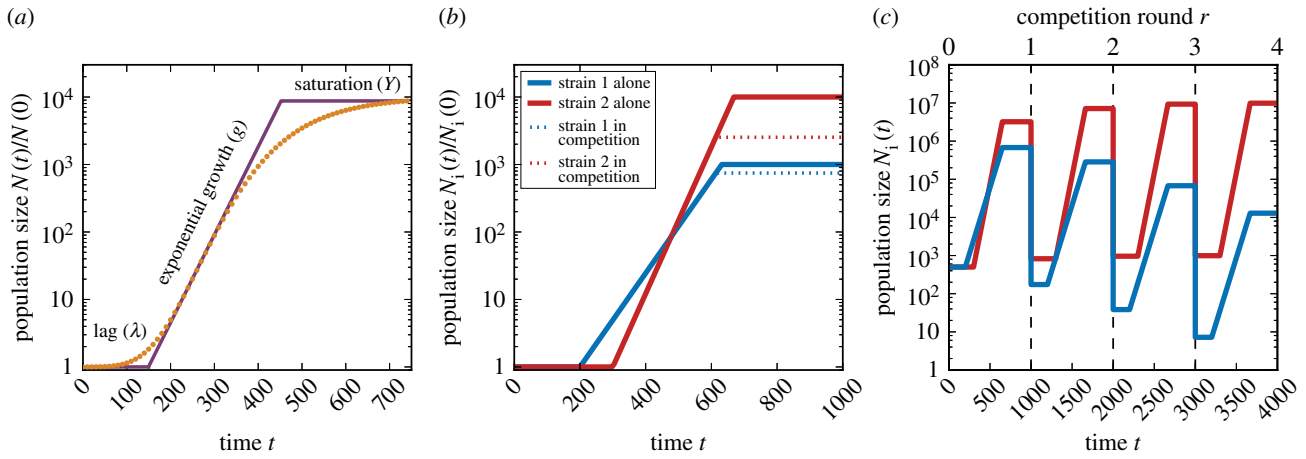 (a)
population size N (t)/N (0)
10⁴
10³
10²
10
1
saturation (Y)
exponential growth (g)
lag (λ)
0 100 200 300 400 500 600 700
time t
(b)
population size Nᵢ(t)/Nᵢ(0)
10⁴
10³
10²
10
1
strain 1 alone
strain 2 alone
strain 1 in
competition
strain 2 in
competition
0 200 400 600 800 1000
time t
(c)
competition round r
0 1 2 3 4
population size Nᵢ(t)
10⁸
10⁷
10⁶
10⁵
10⁴
10³
10²
10
1
0 500 1000 1500 2000 2500 3000 3500 4000
time t